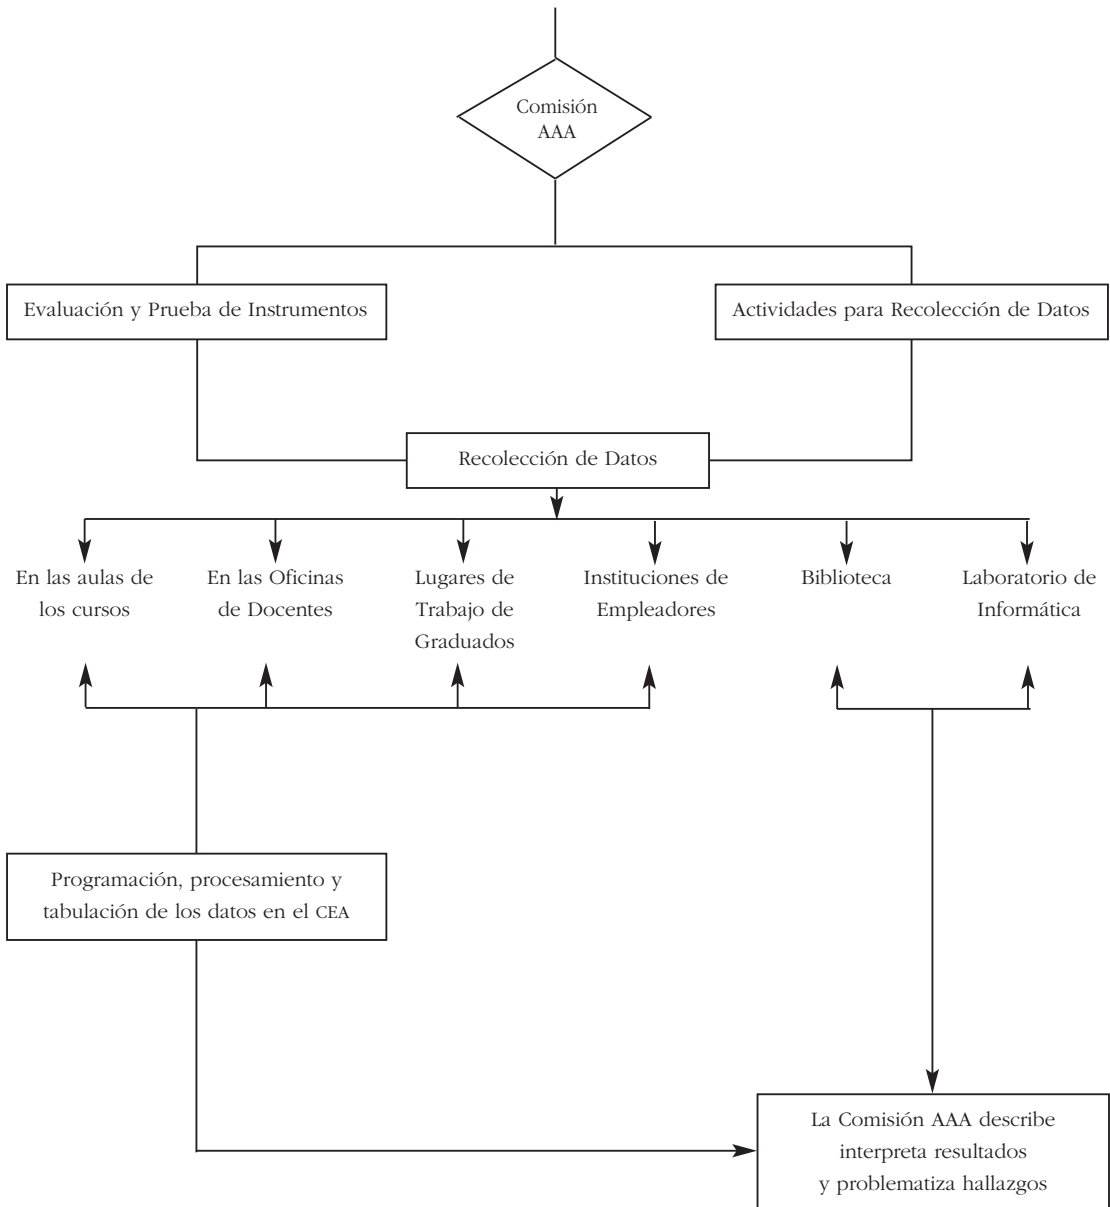 Comisión
AAA
Evaluación y Prueba de Instrumentos
Actividades para Recolección de Datos
Recolección de Datos
En las aulas de
los cursos
En las Oficinas
de Docentes
Lugares de
Trabajo de
Graduados
Instituciones de
Empleadores
Biblioteca
Laboratorio de
Informática
Programación, procesamiento y
tabulación de los datos en el CEA
La Comisión AAA describe
interpreta resultados
y problematiza hallazgos